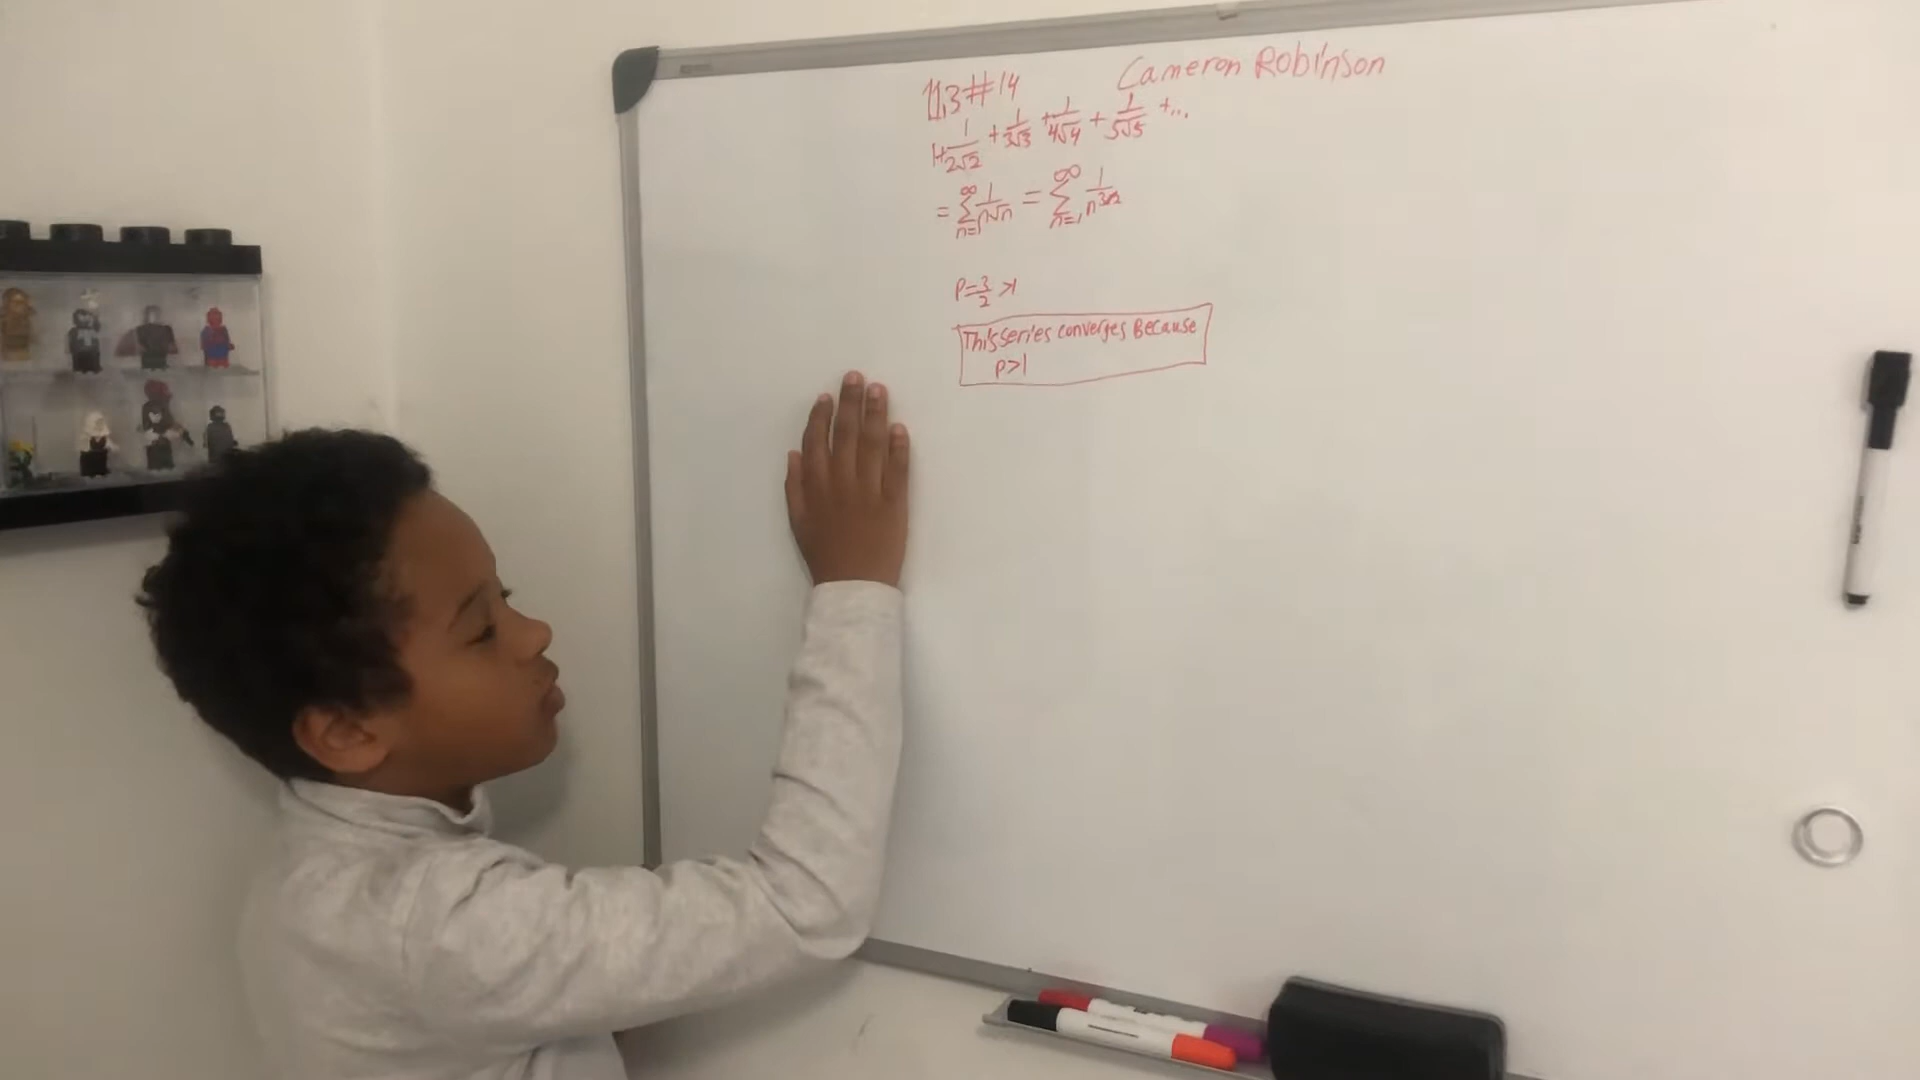 11.3 #14
Cameron Robinson
1+1/2√2 + 1/3√3 + 1/4√4 + 1/5√5 +...
= ∞∑n=1 1/n√n = ∞∑n=1 1/n^3/2
P=3/2 >1
This series converges Because
p>1